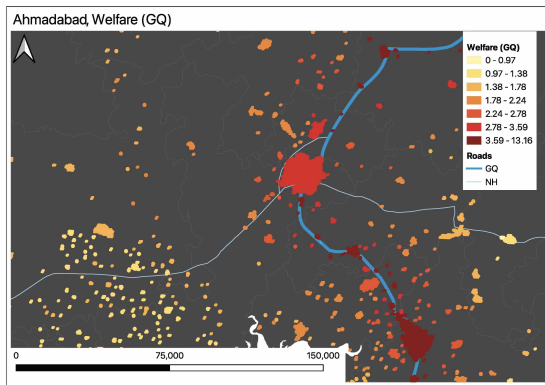 Ahmadabad, Welfare (GQ)
Welfare (GQ)
0 - 0.97
0.97 - 1.38
1.38 - 1.78
1.78 - 2.24
2.24 - 2.78
2.78 - 3.59
3.59 - 13.16
Roads
GQ
NH
0 75,000 150,000